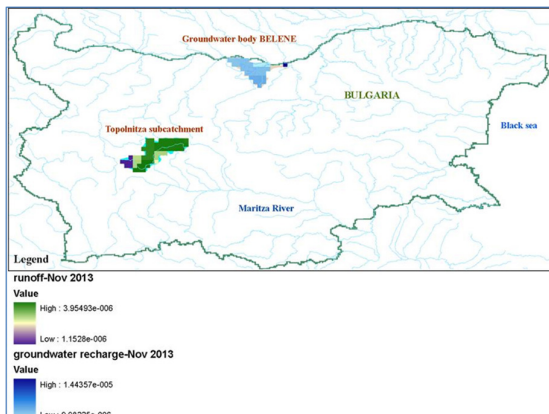 Groundwater body BELENE
BULGARIA
Topolnitza subcatchment
Black sea
Maritza River
Legend
runoff-Nov 2013
Value
High : 3.95493e-006
Low : 1.1528e-006
groundwater recharge-Nov 2013
Value
High : 1.44357e-005